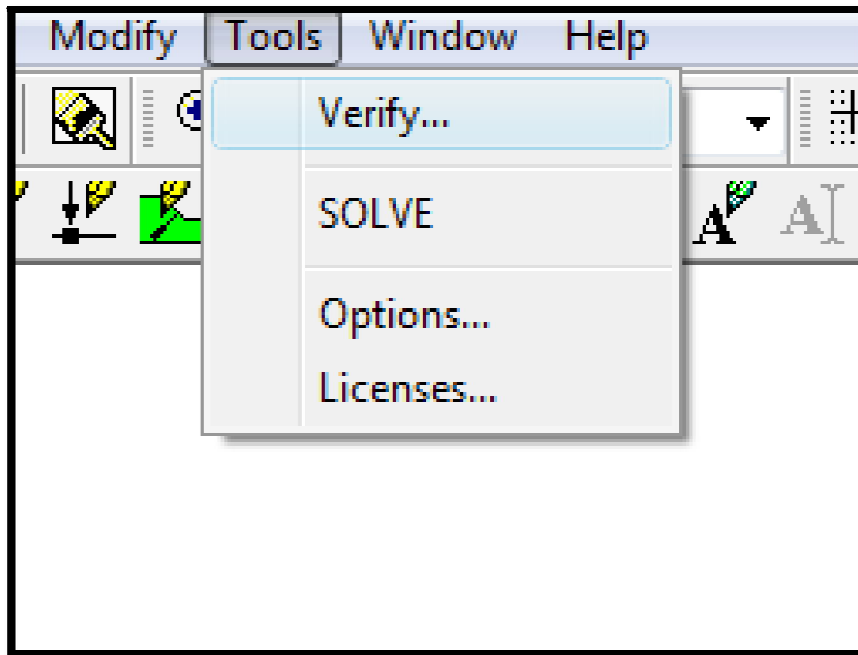 Modify Tools Window Help
Verify...
SOLVE
A A
Options...
Licenses...